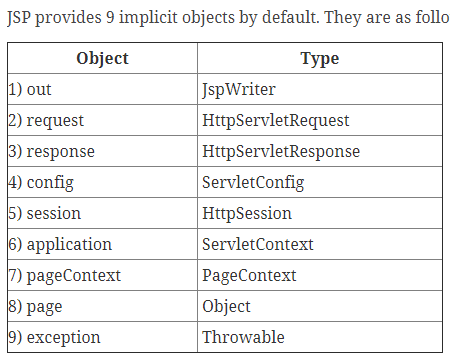 JSP provides 9 implicit objects by default. They are as follo
Object Type
1) out JspWriter
2) request HttpServletRequest
3) response HttpServletResponse
4) config ServletConfig
5) session HttpSession
6) application ServletContext
7) pageContext PageContext
8) page Object
9) exception Throwable